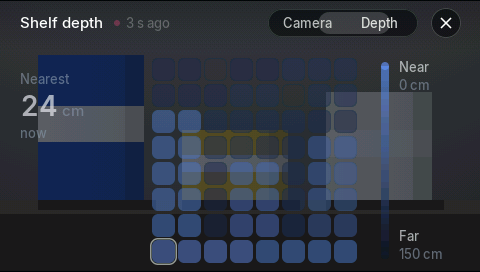 Shelf depth
3 s ago
Camera
Depth
Nearest
24 cm
now
Near
0 cm
Far
150 cm